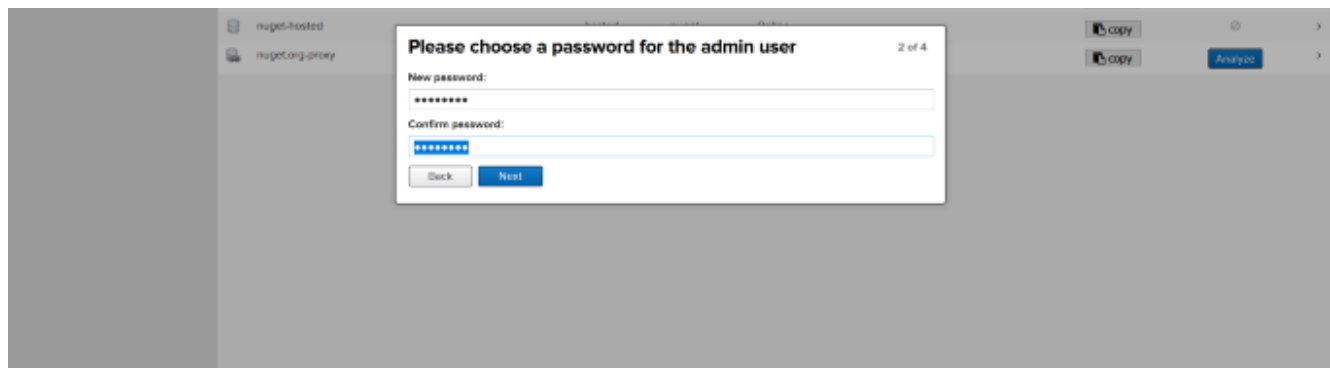 nuget-hosted
copy
Please choose a password for the admin user 2 of 4
nuget.org-proxy
copy Analyze
New password:
••••••••
Confirm password:
••••••••
Back Next